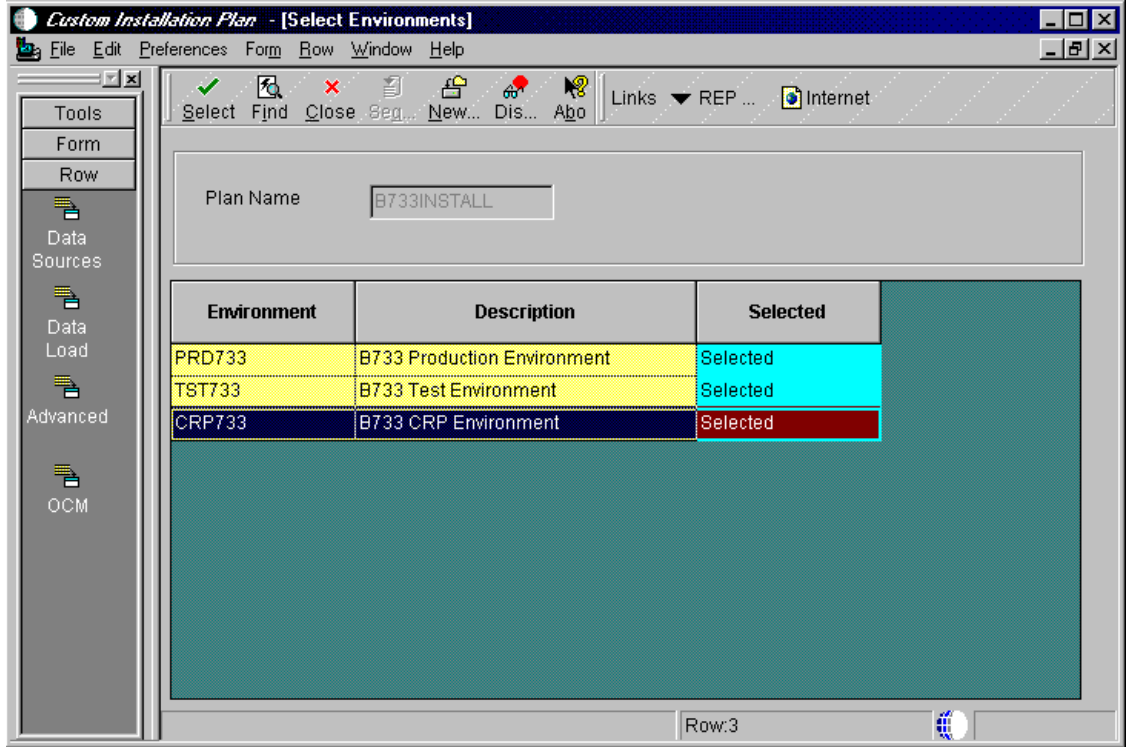 Custom Installation Plan - [Select Environments]
File Edit Preferences Form Row Window Help
Tools
Form
Row
Data
Sources
Data
Load
Advanced
OCM
Select Find Close Seq... New... Dis... Abo Links REP ... Internet
Plan Name B733INSTALL
Environment Description Selected
PRD733 B733 Production Environment Selected
TST733 B733 Test Environment Selected
CRP733 B733 CRP Environment Selected
Row:3